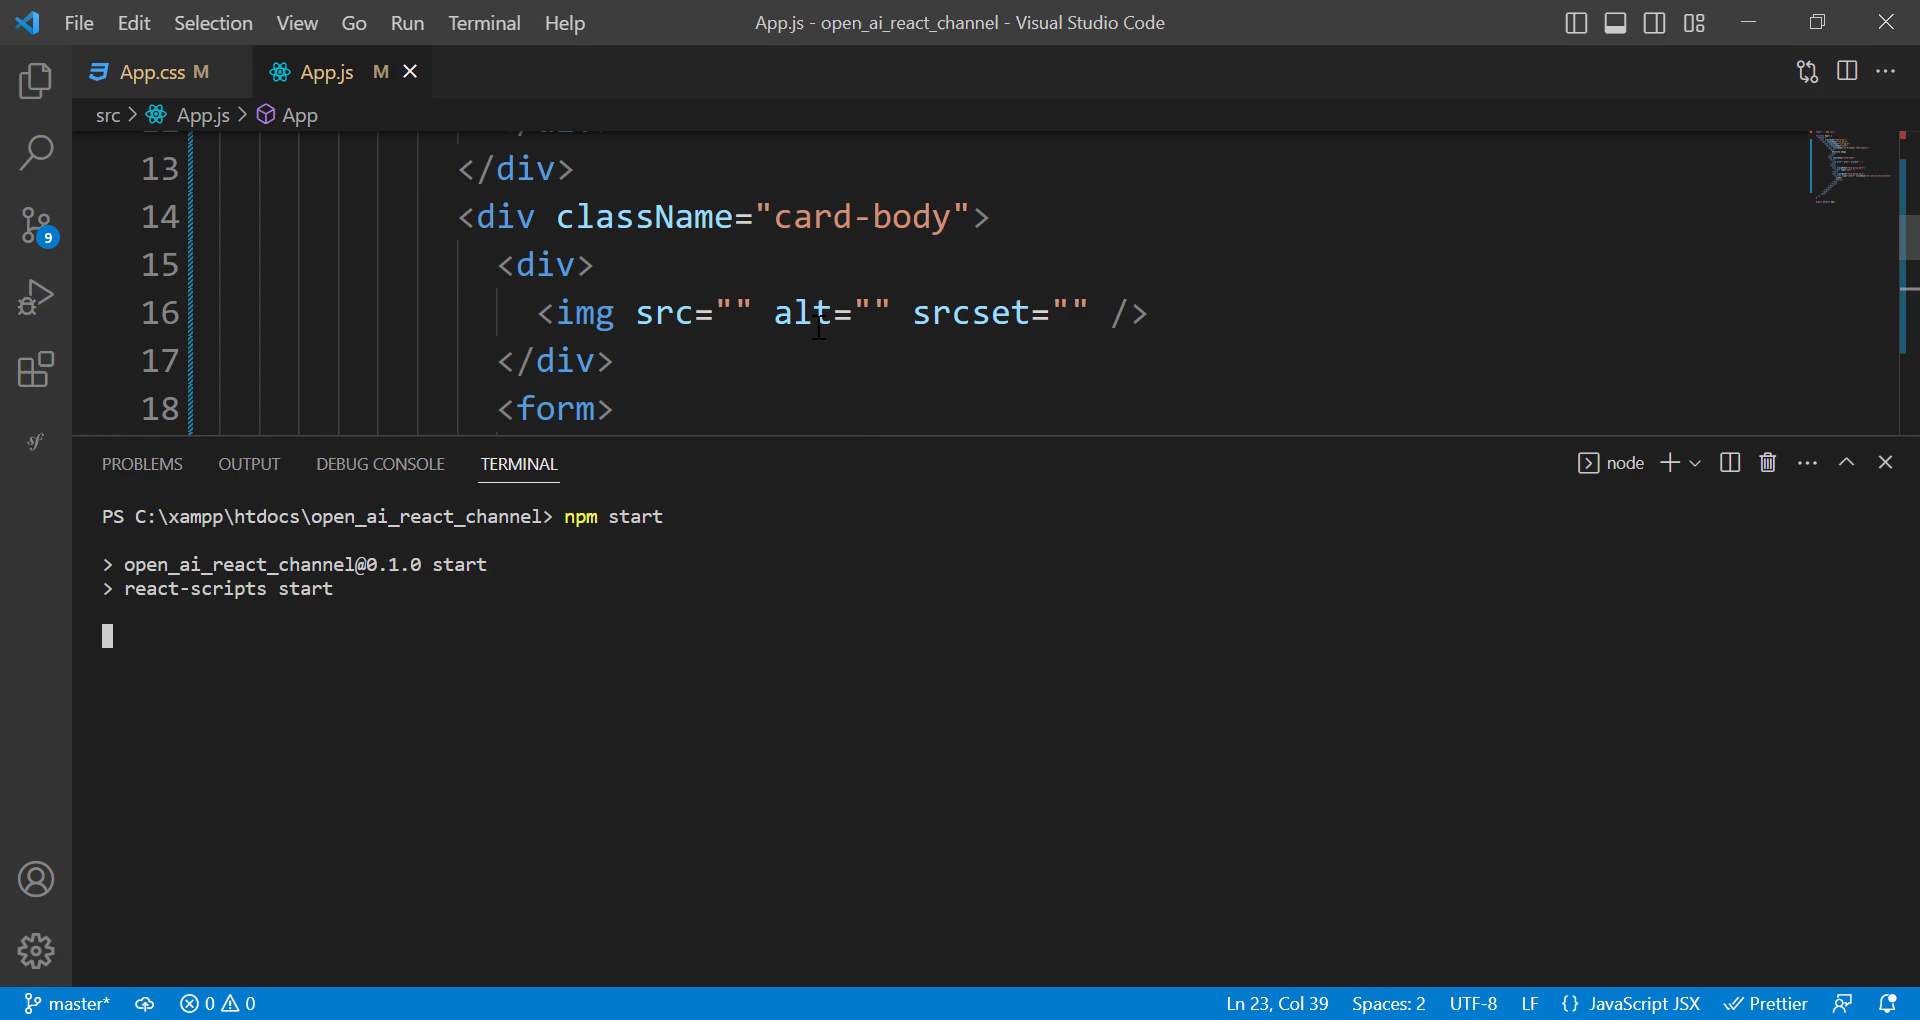 File Edit Selection View Go Run Terminal Help App.js - open_ai_react_channel - Visual Studio Code
App.css M App.js M
src > App.js > App
13 </div>
14 <div className="card-body">
15 <div>
16 <img src="" alt="" srcset="" />
17 </div>
18 <form>
9
sf
PROBLEMS OUTPUT DEBUG CONSOLE TERMINAL node
PS C:\xampp\htdocs\open_ai_react_channel> npm start
> open_ai_react_channel@0.1.0 start
> react-scripts start
master* 0 0 Ln 23, Col 39 Spaces: 2 UTF-8 LF {} JavaScript JSX Prettier